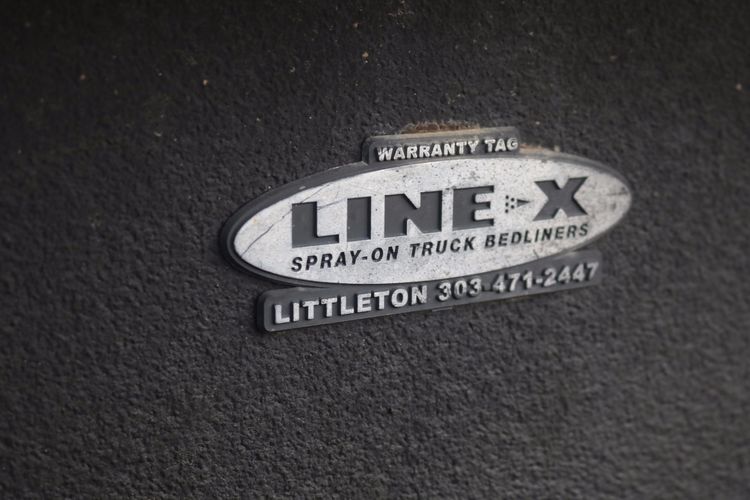 WARRANTY TAG
LINE-X
SPRAY-ON TRUCK BEDLINERS
LITTLETON 303-471-2447